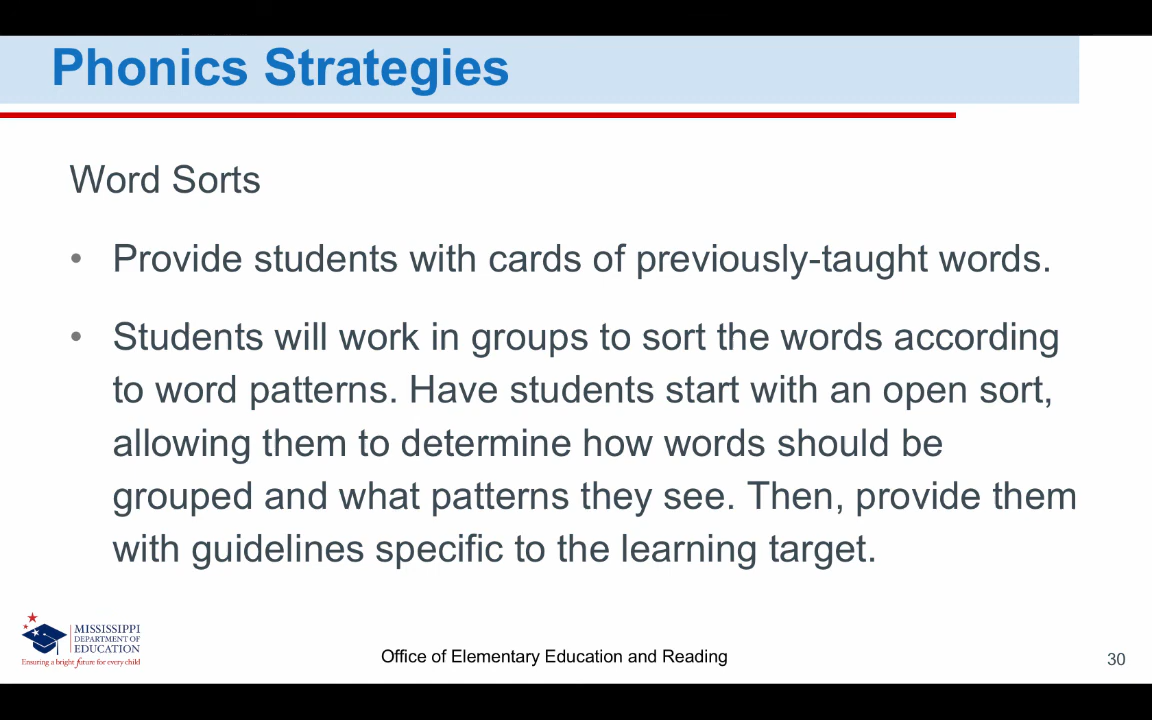 Phonics Strategies
Word Sorts
• Provide students with cards of previously-taught words.
• Students will work in groups to sort the words according
to word patterns. Have students start with an open sort,
allowing them to determine how words should be
grouped and what patterns they see. Then, provide them
with guidelines specific to the learning target.
MISSISSIPPI
DEPARTMENT OF
EDUCATION
Ensuring a bright future for every child
Office of Elementary Education and Reading
30